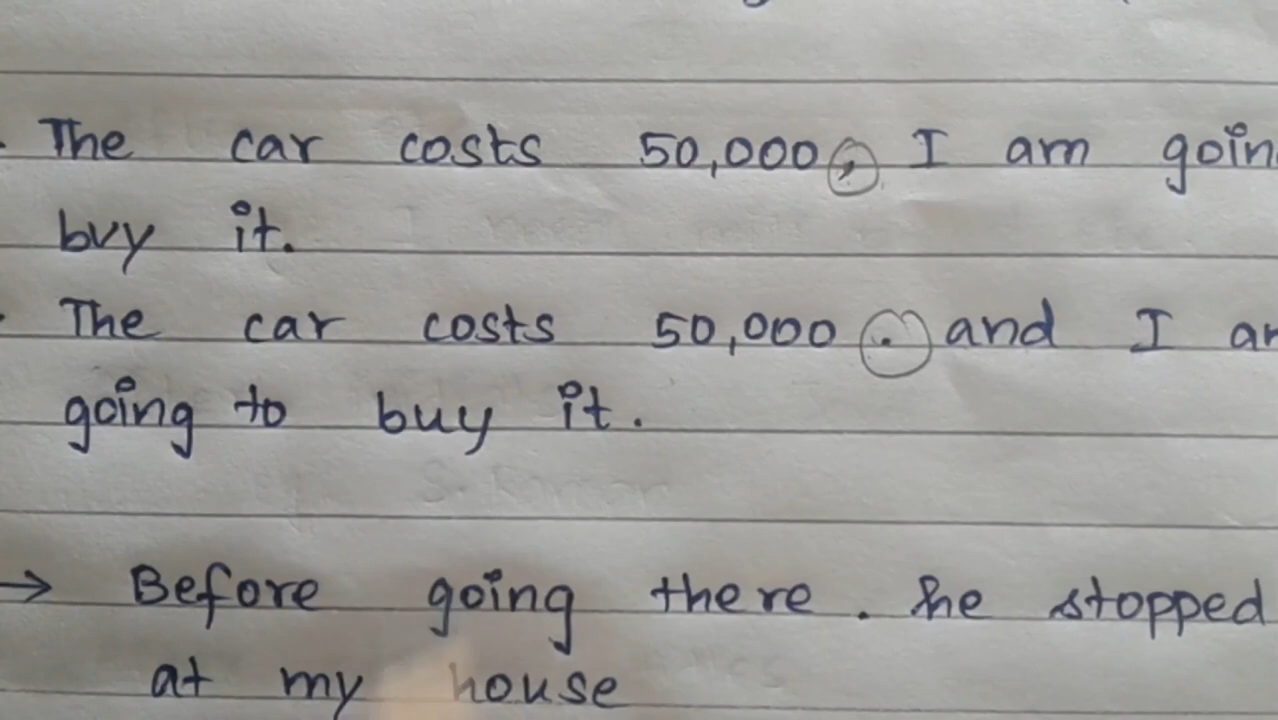 The car costs 50,000, I am goin
buy it.
The car costs 50,000 . and I ar
going to buy it.
→ Before going there . he stopped
at my house